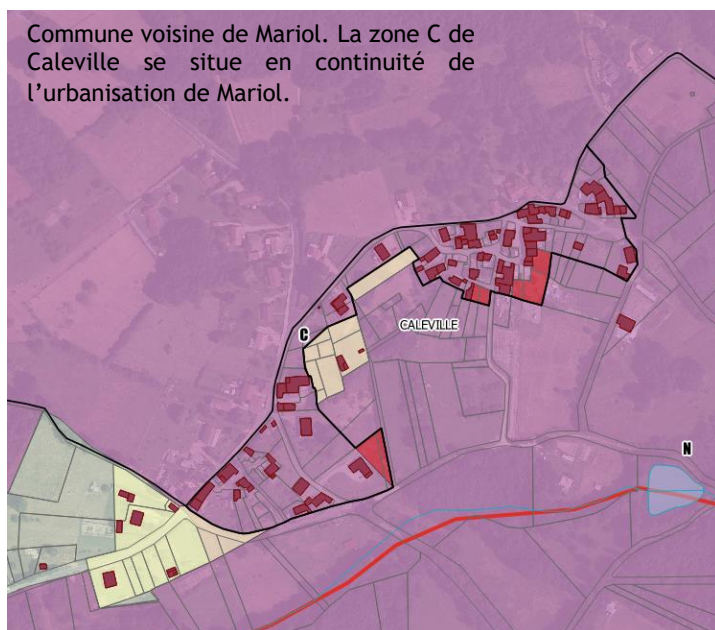 Commune voisine de Mariol. La zone C de
Caleville se situe en continuité de
l’urbanisation de Mariol.
C
CALEVILLE
N